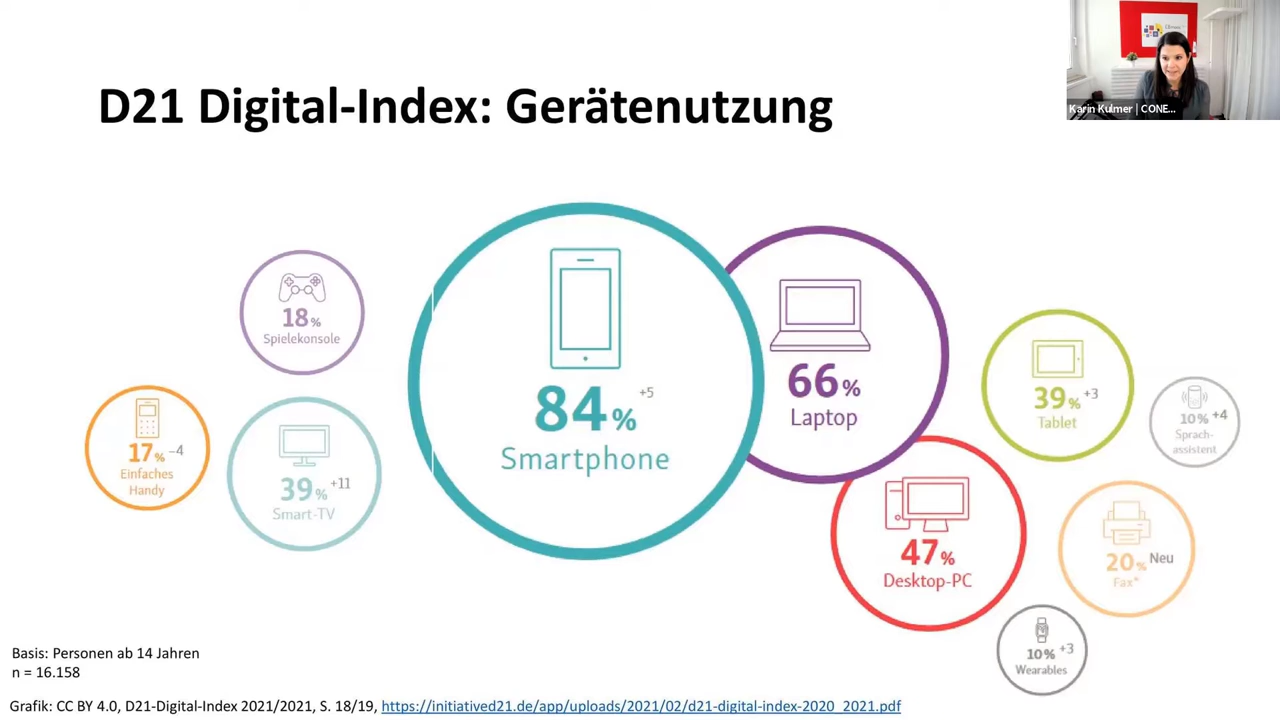 D21 Digital-Index: Gerätenutzung
Karin Kulmer | CONE...
18 %
Spielekonsole
17 % –4
Einfaches
Handy
39 % +11
Smart-TV
84 % +5
Smartphone
66 %
Laptop
47 %
Desktop-PC
39 % +3
Tablet
10 % +4
Sprach-
assistent
20 % Neu
Fax*
10 % +3
Wearables
Basis: Personen ab 14 Jahren
n = 16.158
Grafik: CC BY 4.0, D21-Digital-Index 2021/2021, S. 18/19, https://initiatived21.de/app/uploads/2021/02/d21-digital-index-2020_2021.pdf